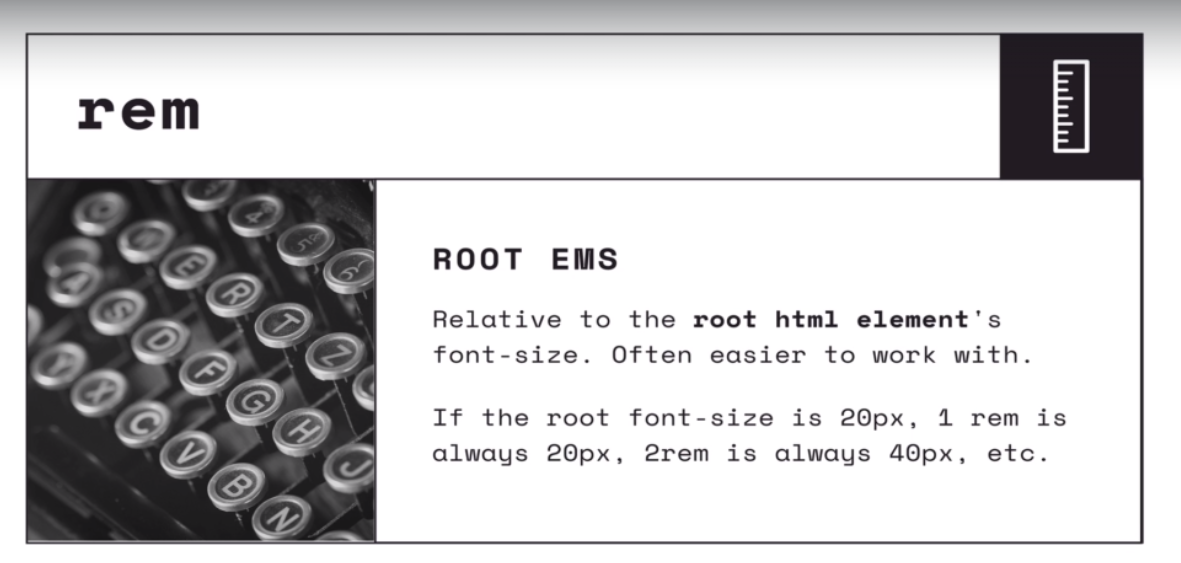 rem
ROOT EMS
Relative to the root html element's
font-size. Often easier to work with.
If the root font-size is 20px, 1 rem is
always 20px, 2rem is always 40px, etc.
4
W E R T Z
A S D F G H J
Y X C V B N